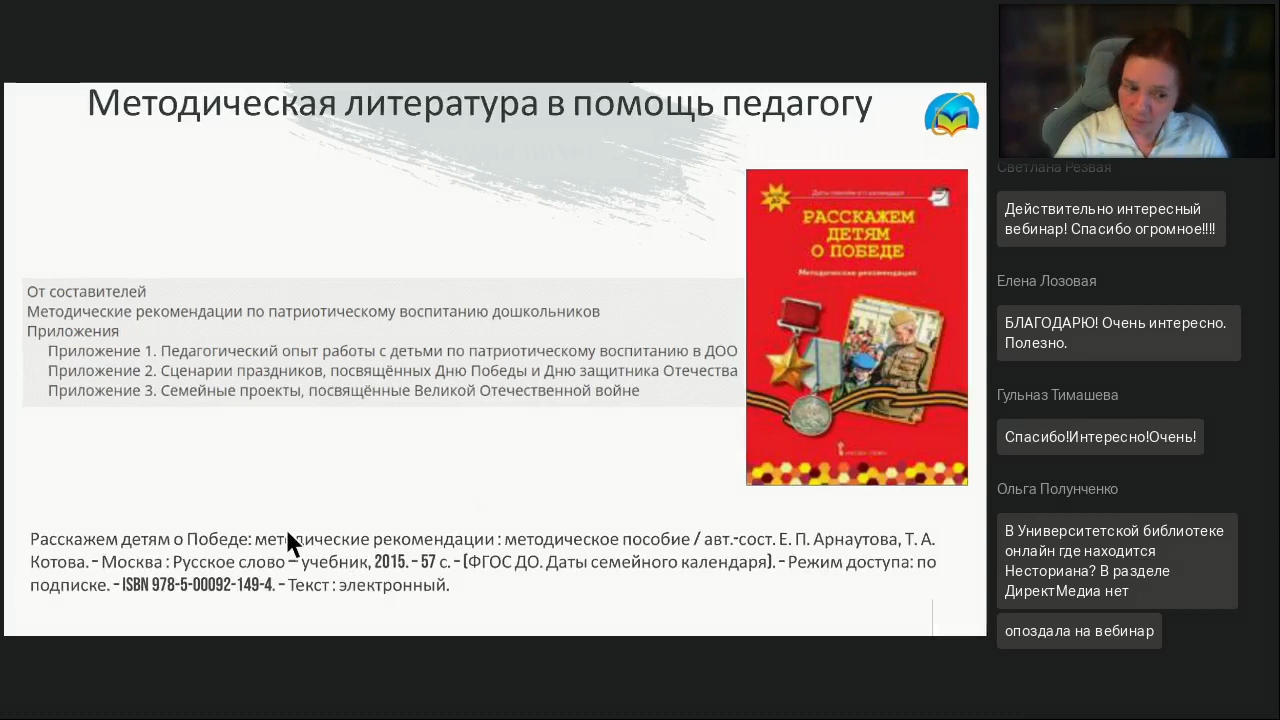 Методическая литература в помощь педагогу
РАССКАЖЕМ
ДЕТЯМ
О ПОБЕДЕ
Методические рекомендации
От составителей
Методические рекомендации по патриотическому воспитанию дошкольников
Приложения
Приложение 1. Педагогический опыт работы с детьми по патриотическому воспитанию в ДОО
Приложение 2. Сценарии праздников, посвящённых Дню Победы и Дню защитника Отечества
Приложение 3. Семейные проекты, посвящённые Великой Отечественной войне
Расскажем детям о Победе: методические рекомендации : методическое пособие / авт.-сост. Е. П. Арнаутова, Т. А.
Котова. – Москва : Русское слово – учебник, 2015. – 57 с. – (ФГОС ДО. Даты семейного календаря). – Режим доступа: по
подписке. – ISBN 978-5-00092-149-4. – Текст : электронный.
Светлана Резвая
Действительно интересный
вебинар! Спасибо огромное!!!!
Елена Лозовая
БЛАГОДАРЮ! Очень интересно.
Полезно.
Гульназ Тимашева
Спасибо!Интересно!Очень!
Ольга Полунченко
В Университетской библиотеке
онлайн где находится
Несториана? В разделе
ДиректМедиа нет
опоздала на вебинар